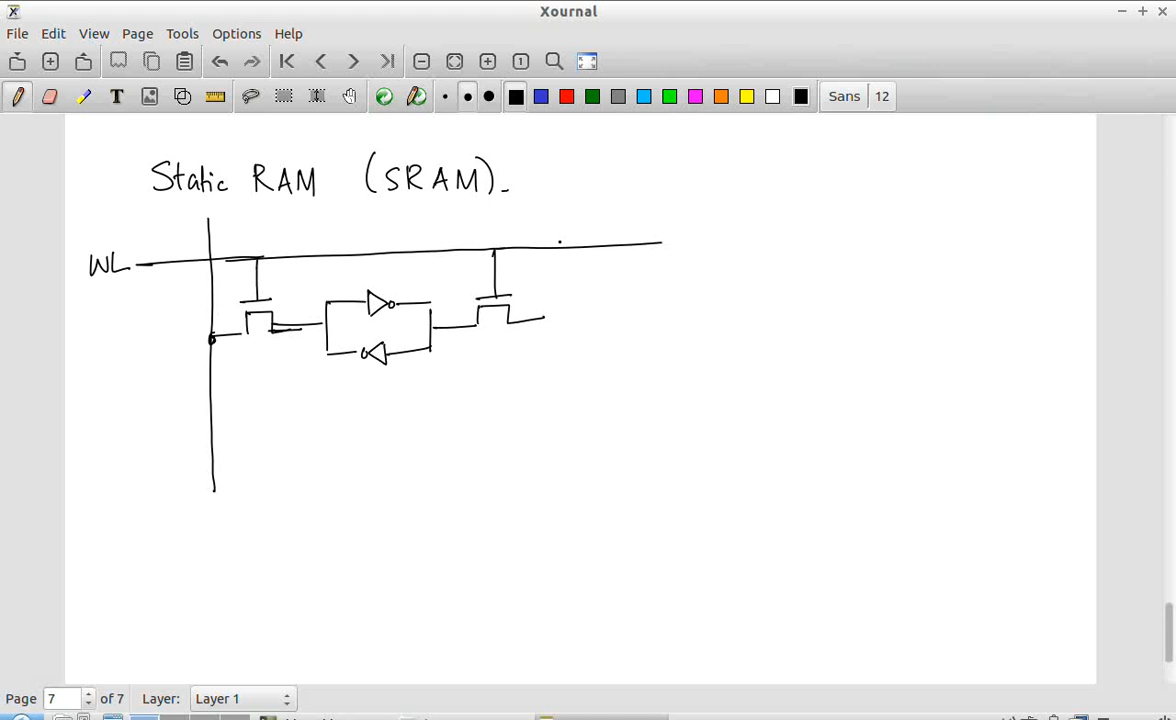 Xournal
File Edit View Page Tools Options Help
Sans 12
Static RAM (SRAM).
WL
Page 7 of 7 Layer: Layer 1